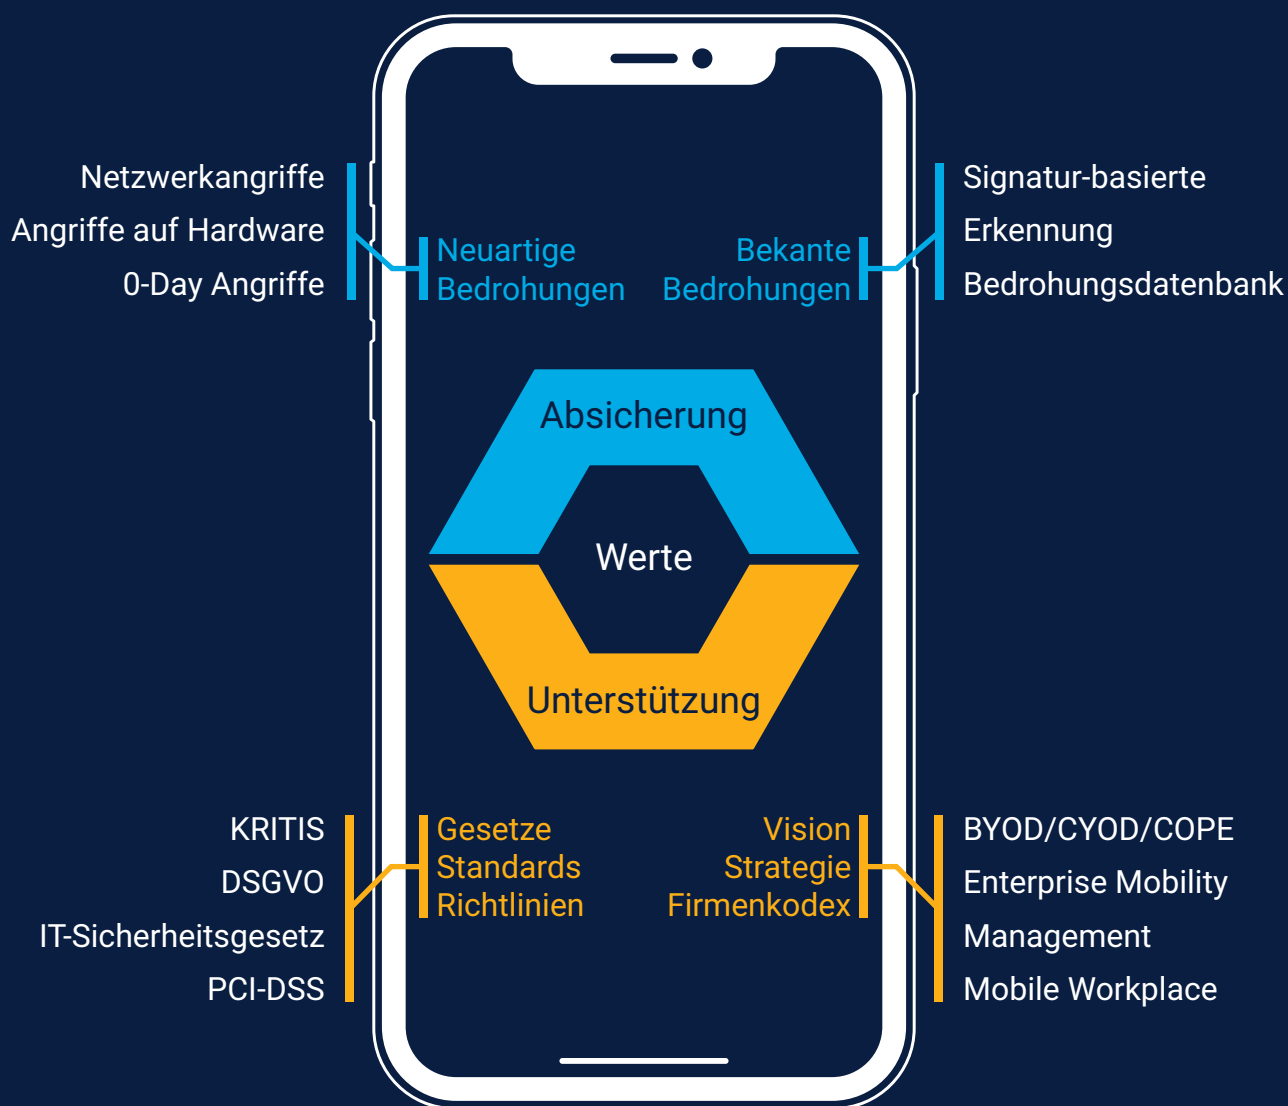 Netzwerkangriffe
Angriffe auf Hardware
0-Day Angriffe
Neuartige
Bedrohungen
Bekante
Bedrohungen
Signatur-basierte
Erkennung
Bedrohungsdatenbank
Absicherung
Werte
Unterstützung
KRITIS
DSGVO
IT-Sicherheitsgesetz
PCI-DSS
Gesetze
Standards
Richtlinien
Vision
Strategie
Firmenkodex
BYOD/CYOD/COPE
Enterprise Mobility
Management
Mobile Workplace